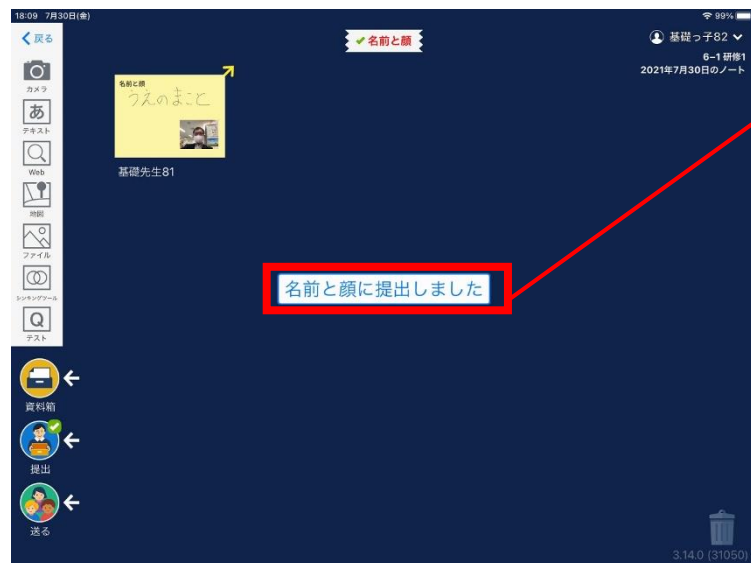 18:09 7月30日(金)
99%
戻る
名前と顔
基礎っ子82
6-1 研修1
2021年7月30日のノート
カメラ
あ
テキスト
Web
地図
ファイル
シンキングツール
Q
テスト
名前と顔
うえのまこと
基礎先生81
名前と顔に提出しました
資料箱
提出
送る
3.14.0 (31050)